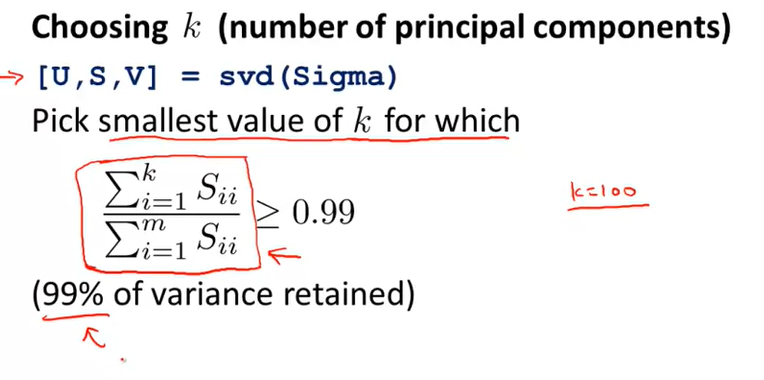 Choosing k (number of principal components)
→ [U,S,V] = svd(Sigma)
Pick smallest value of k for which
\frac{\sum_{i=1}^{k} S_{ii}}{\sum_{i=1}^{m} S_{ii}} ≥ 0.99
k=100
(99% of variance retained)